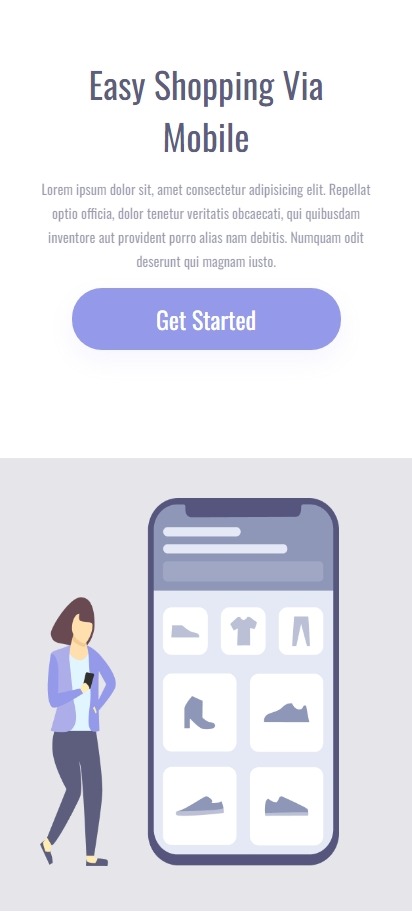 Easy Shopping Via
Mobile
Lorem ipsum dolor sit, amet consectetur adipisicing elit. Repellat
optio officia, dolor tenetur veritatis obcaecati, qui quibusdam
inventore aut provident porro alias nam debitis. Numquam odit
deserunt qui magnam iusto.
Get Started